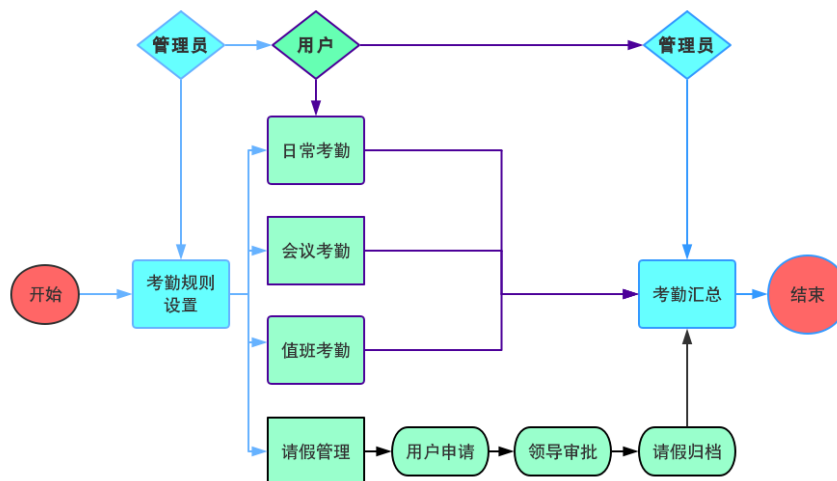 管理员
用户
管理员
日常考勤
会议考勤
开始
考勤规则
设置
考勤汇总
结束
值班考勤
请假管理
用户申请
领导审批
请假归档